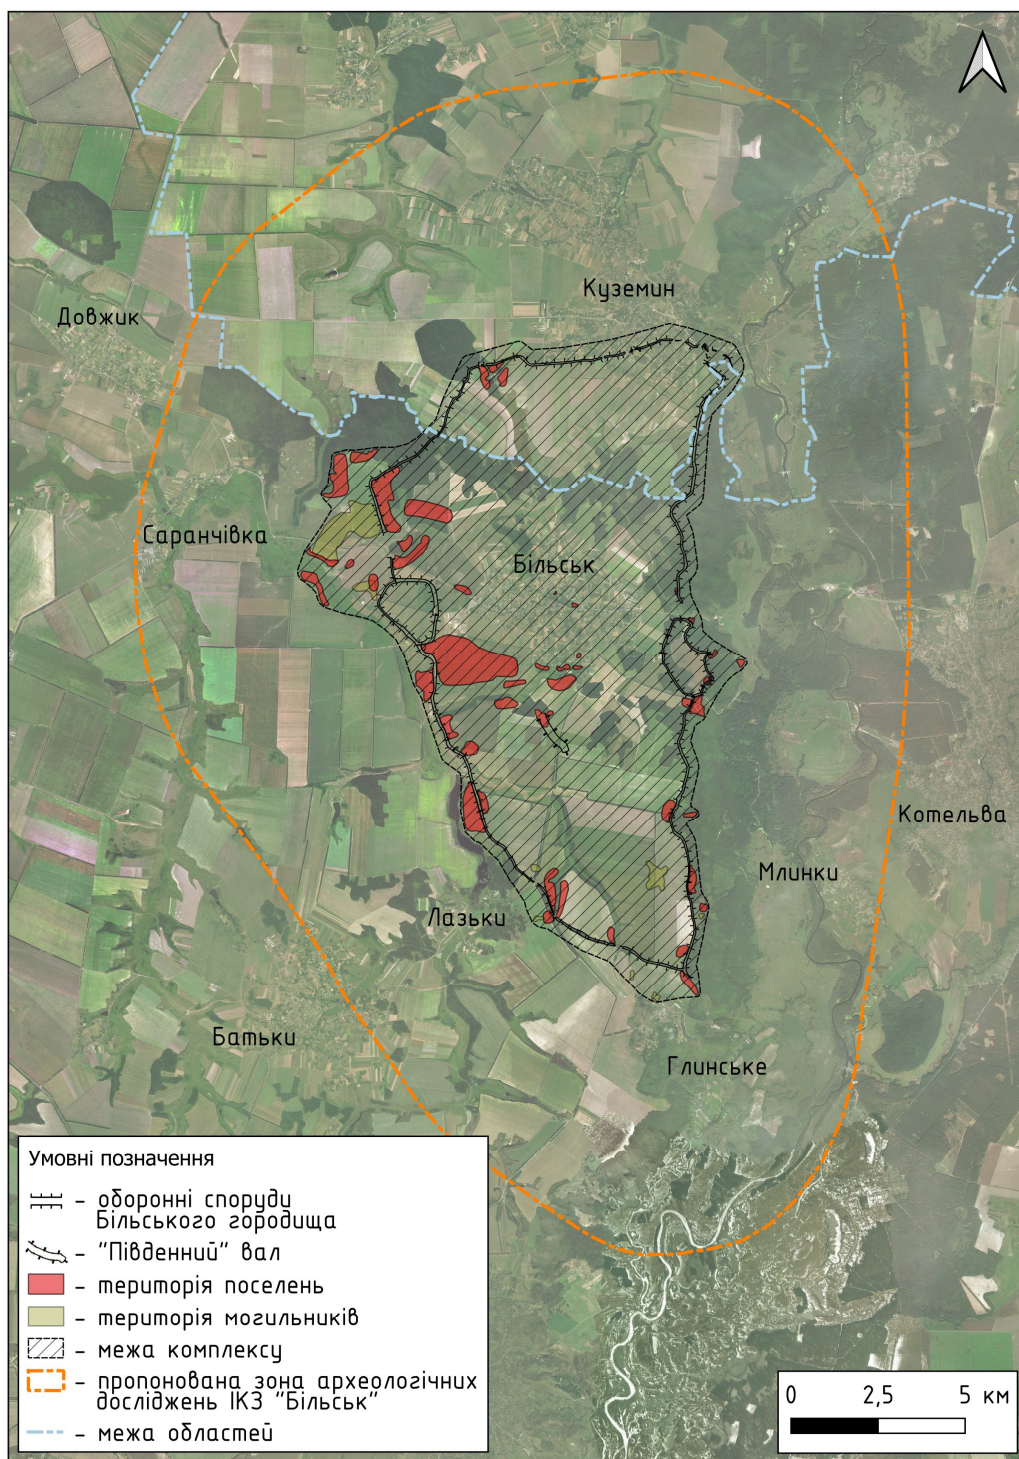 Куземин
Довжик
Саранчівка
Більськ
Котельва
Млинки
Лазьки
Батьки
Глинське
Умовні позначення
– оборонні споруди
Більського городища
– "Південний" вал
– територія поселень
– територія могильників
– межа комплексу
– пропонована зона археологічних
досліджень ІКЗ "Більськ"
– межа областей
0 2,5 5 км